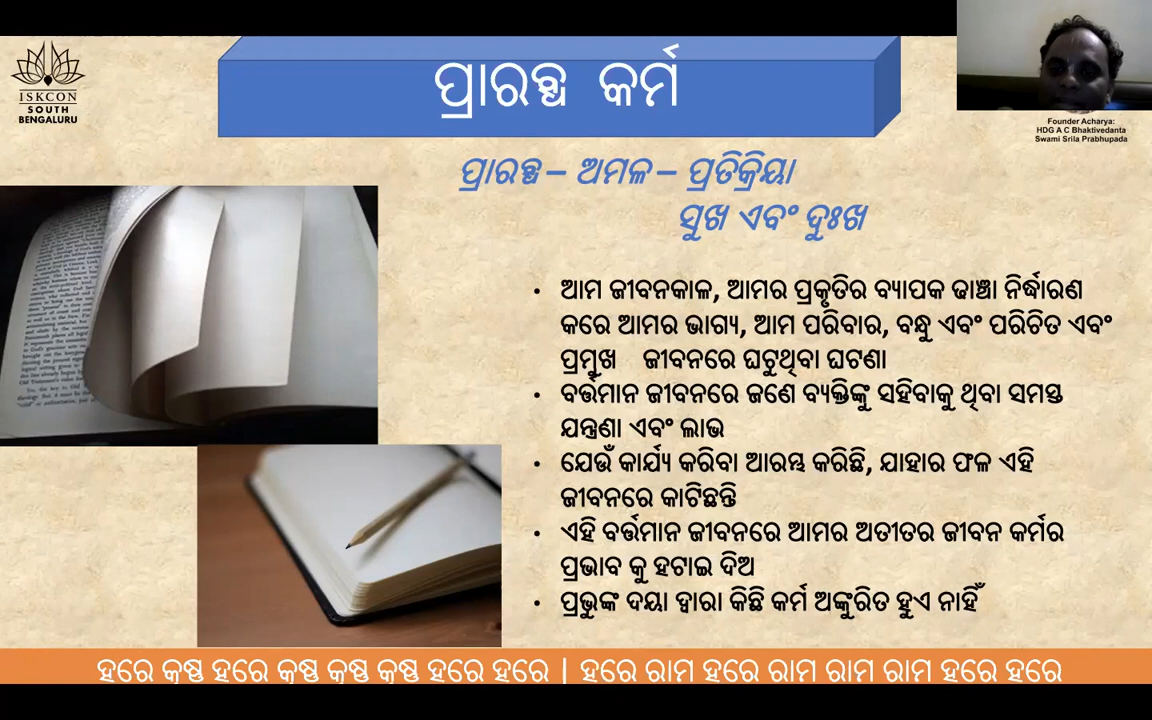 ISKCON
SOUTH
BENGALURU
ପ୍ରାରବ୍ଧ କର୍ମ
Founder Acharya:
HDG A C Bhaktivedanta
Swami Srila Prabhupada
ପ୍ରାରବ୍ଧ – ଅମଳ – ପ୍ରତିକ୍ରିୟା
ସୁଖ ଏବଂ ଦୁଃଖ
• ଆମ ଜୀବନକାଳ, ଆମର ପ୍ରକୃତିର ବ୍ୟାପକ ଢାଞ୍ଚା ନିର୍ଦ୍ଧାରଣ
କରେ ଆମର ଭାଗ୍ୟ, ଆମ ପରିବାର, ବନ୍ଧୁ ଏବଂ ପରିଚିତ ଏବଂ
ପ୍ରମୁଖ ଜୀବନରେ ଘଟୁଥିବା ଘଟଣା
• ବର୍ତ୍ତମାନ ଜୀବନରେ ଜଣେ ବ୍ୟକ୍ତିଙ୍କୁ ସହିବାକୁ ଥିବା ସମସ୍ତ
ଯନ୍ତ୍ରଣା ଏବଂ ଲାଭ
• ଯେଉଁ କାର୍ଯ୍ୟ କରିବା ଆରମ୍ଭ କରିଛି, ଯାହାର ଫଳ ଏହି
ଜୀବନରେ କାଟିଛନ୍ତି
• ଏହି ବର୍ତ୍ତମାନ ଜୀବନରେ ଆମର ଅତୀତର ଜୀବନ କର୍ମର
ପ୍ରଭାବ କୁ ହଟାଇ ଦିଅ
• ପ୍ରଭୁଙ୍କ ଦୟା ଦ୍ୱାରା କିଛି କର୍ମ ଅଙ୍କୁରିତ ହୁଏ ନାହିଁ
ହରେ କୃଷ୍ଣ ହରେ କୃଷ୍ଣ କୃଷ୍ଣ କୃଷ୍ଣ ହରେ ହରେ | ହରେ ରାମ ହରେ ରାମ ରାମ ରାମ ହରେ ହରେ